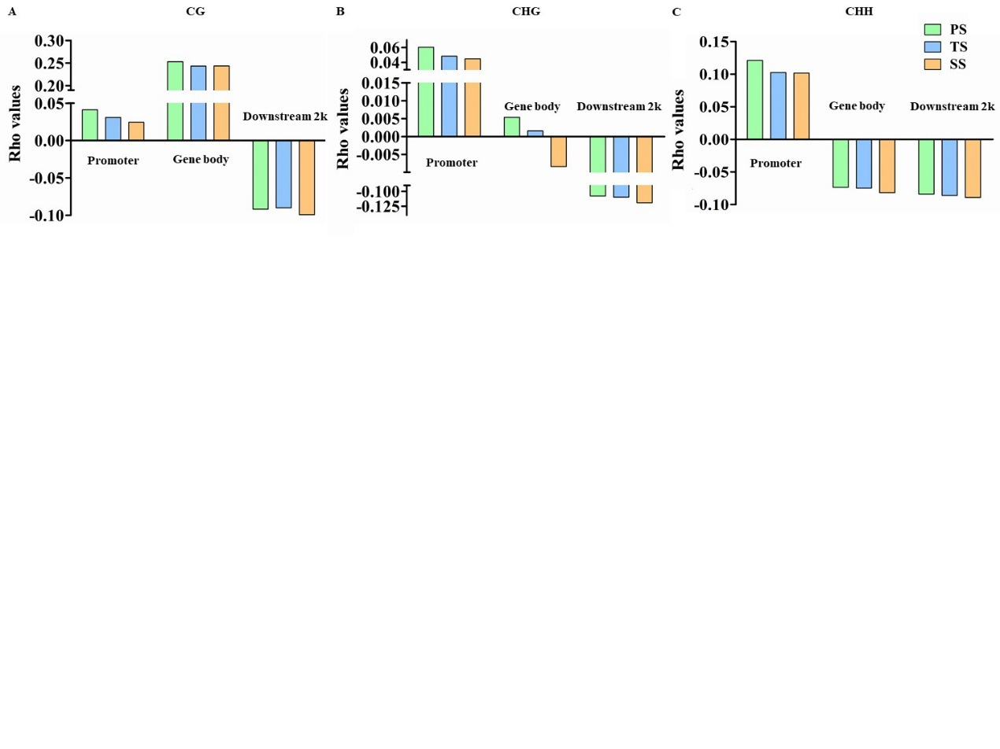 A CG
Rho values
0.30
0.25
0.20
0.05
0.00
-0.05
-0.10
Promoter
Gene body
Downstream 2k
B CHG
Rho values
0.06
0.04
0.015
0.010
0.005
0.000
-0.005
-0.100
-0.125
Promoter
Gene body
Downstream 2k
C CHH
Rho values
0.15
0.10
0.05
0.00
-0.05
-0.10
Promoter
Gene body
Downstream 2k
PS
TS
SS